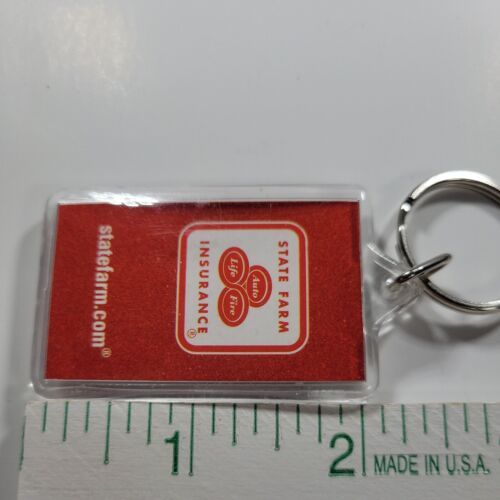 STATE FARM
Auto
Life Fire
INSURANCE®
statefarm.com®
1 2 MADE IN U.S.A.